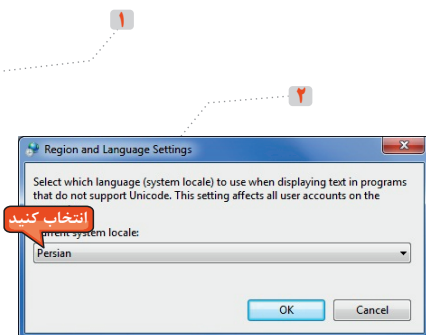 ۱
۲
Region and Language Settings
Select which language (system locale) to use when displaying text in programs
that do not support Unicode. This setting affects all user accounts on the
انتخاب کنید
system locale:
Persian
OK
Cancel